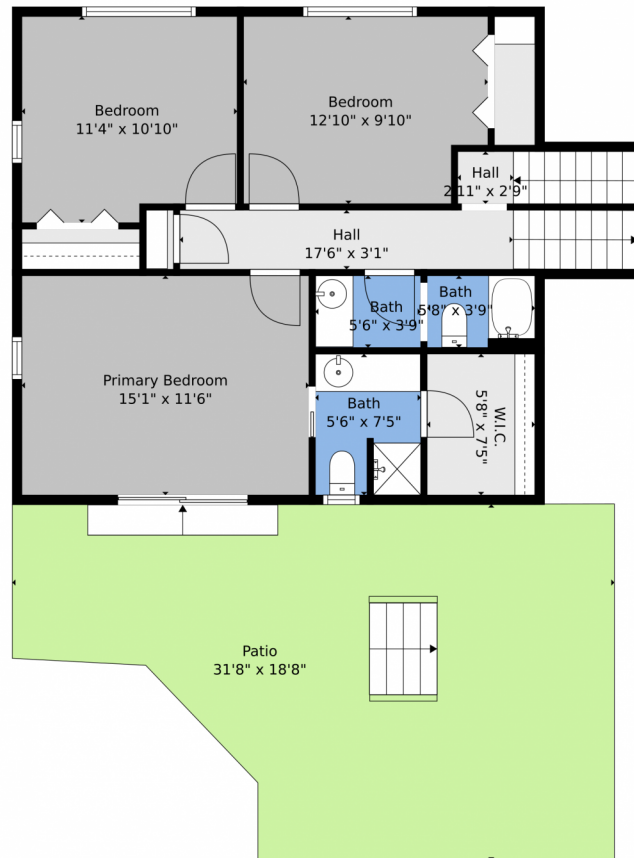 Bedroom
11'4" x 10'10"
Bedroom
12'10" x 9'10"
Hall
2'11" x 2'9"
Hall
17'6" x 3'1"
Bath
5'6" x 3'9"
Bath
5'8" x 3'9"
Primary Bedroom
15'1" x 11'6"
Bath
5'6" x 7'5"
W.I.C.
5'8" x 7'5"
Patio
31'8" x 18'8"